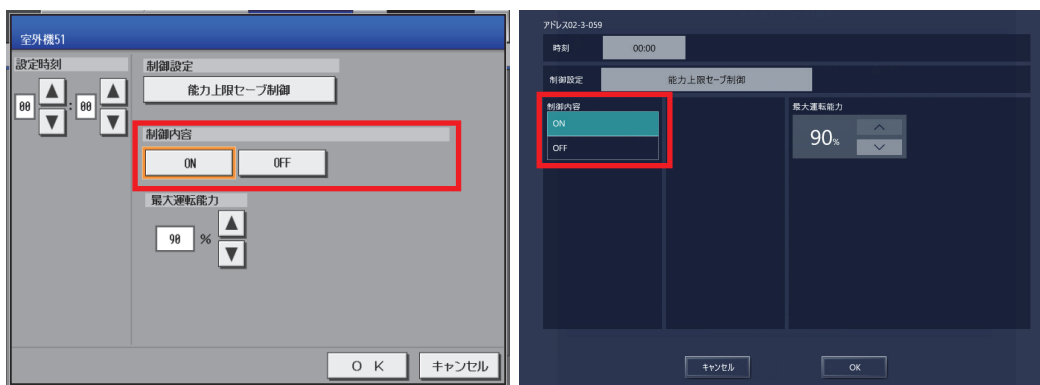 室外機51
設定時刻
00 : 00
制御設定
能力上限セーブ制御
制御内容
ON OFF
最大運転能力
90 %
OK キャンセル
アドレス02-3-059
時刻 00:00
制御設定 能力上限セーブ制御
制御内容
ON
OFF
最大運転能力
90%
キャンセル OK